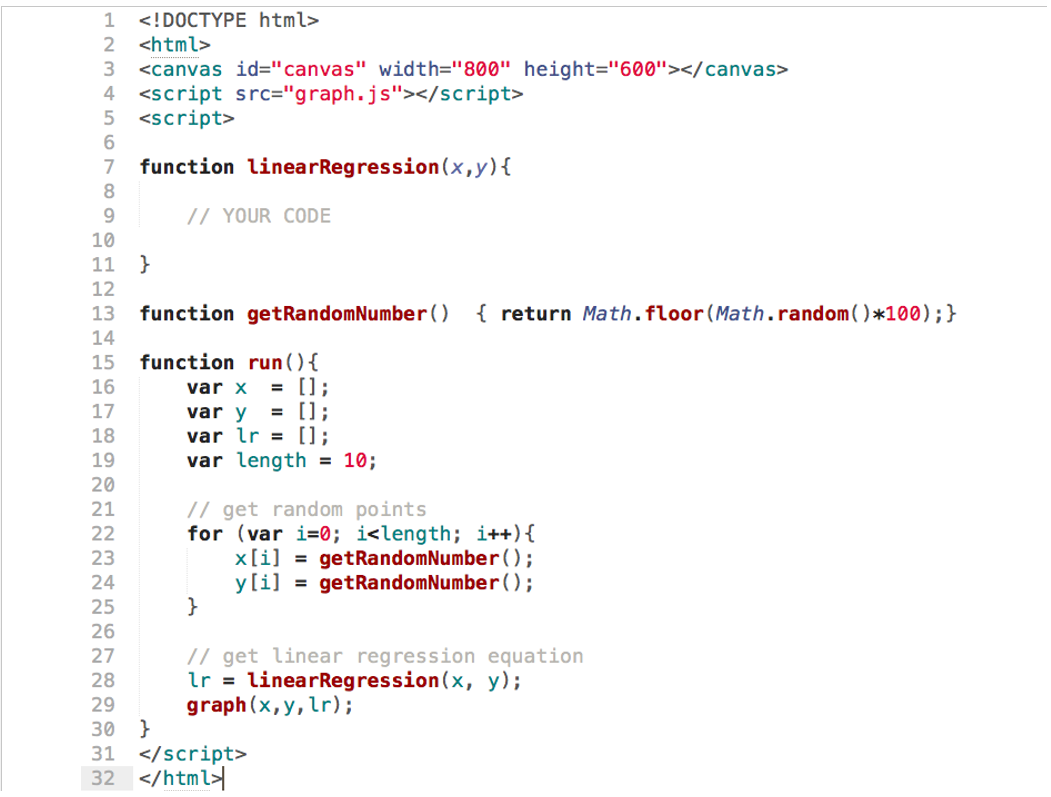 1 <!DOCTYPE html>
2 <html>
3 <canvas id="canvas" width="800" height="600"></canvas>
4 <script src="graph.js"></script>
5 <script>
6
7 function linearRegression(x,y){
8
9     // YOUR CODE
10
11 }
12
13 function getRandomNumber()  { return Math.floor(Math.random()*100);}
14
15 function run(){
16     var x  = [];
17     var y  = [];
18     var lr = [];
19     var length = 10;
20
21     // get random points
22     for (var i=0; i<length; i++){
23         x[i] = getRandomNumber();
24         y[i] = getRandomNumber();
25     }
26
27     // get linear regression equation
28     lr = linearRegression(x, y);
29     graph(x,y,lr);
30 }
31 </script>
32 </html>